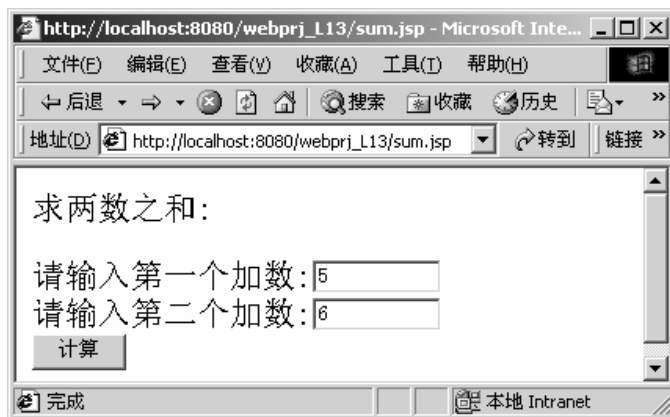 http://localhost:8080/webprj_L13/sum.jsp - Microsoft Inte...
文件(F) 编辑(E) 查看(V) 收藏(A) 工具(T) 帮助(H)
后退 搜索 收藏 历史 »
地址(D) http://localhost:8080/webprj_L13/sum.jsp 转到 链接 »
求两数之和:
请输入第一个加数:5
请输入第二个加数:6
计算
完成 本地 Intranet